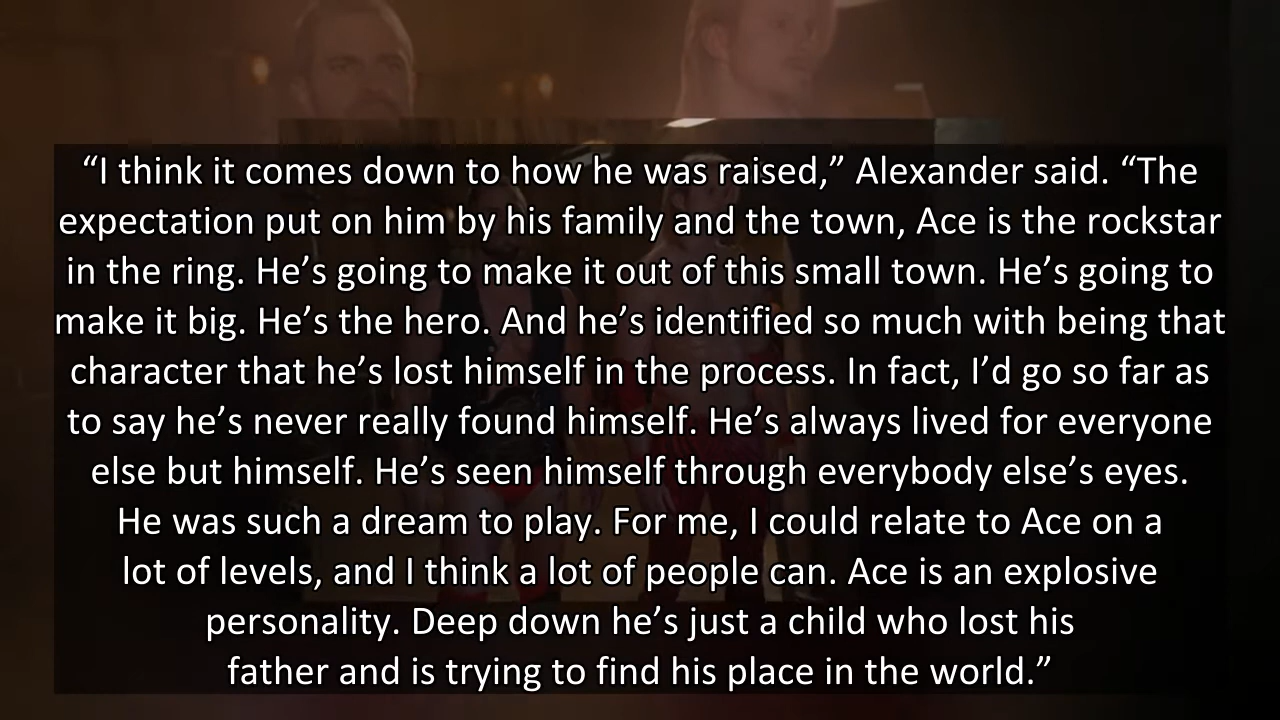 “I think it comes down to how he was raised,” Alexander said. “The
expectation put on him by his family and the town, Ace is the rockstar
in the ring. He’s going to make it out of this small town. He’s going to
make it big. He’s the hero. And he’s identified so much with being that
character that he’s lost himself in the process. In fact, I’d go so far as
to say he’s never really found himself. He’s always lived for everyone
else but himself. He’s seen himself through everybody else’s eyes.
He was such a dream to play. For me, I could relate to Ace on a
lot of levels, and I think a lot of people can. Ace is an explosive
personality. Deep down he’s just a child who lost his
father and is trying to find his place in the world.”